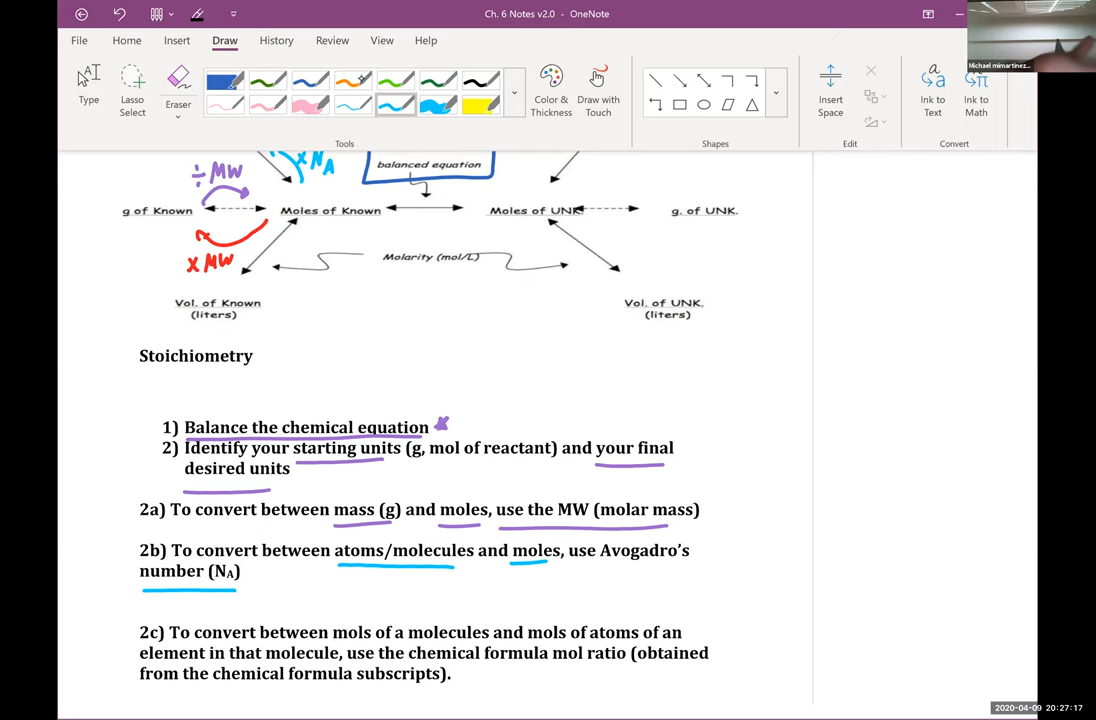 Ch. 6 Notes v2.0 - OneNote
File Home Insert Draw History Review View Help
Type
Lasso Select
Eraser
Color & Thickness
Draw with Touch
Insert Space
Ink to Text
Ink to Math
Tools Shapes Edit Convert
Michael mimartinez...
÷ MW
x NA
balanced equation
g of Known Moles of Known Moles of UNK. g. of UNK.
x MW
Molarity (mol/L)
Vol. of Known Vol. of UNK.
(liters) (liters)
Stoichiometry
1) Balance the chemical equation
2) Identify your starting units (g, mol of reactant) and your final
desired units
2a) To convert between mass (g) and moles, use the MW (molar mass)
2b) To convert between atoms/molecules and moles, use Avogadro's
number (NA)
2c) To convert between mols of a molecules and mols of atoms of an
element in that molecule, use the chemical formula mol ratio (obtained
from the chemical formula subscripts).
2020-04-09 20:27:17